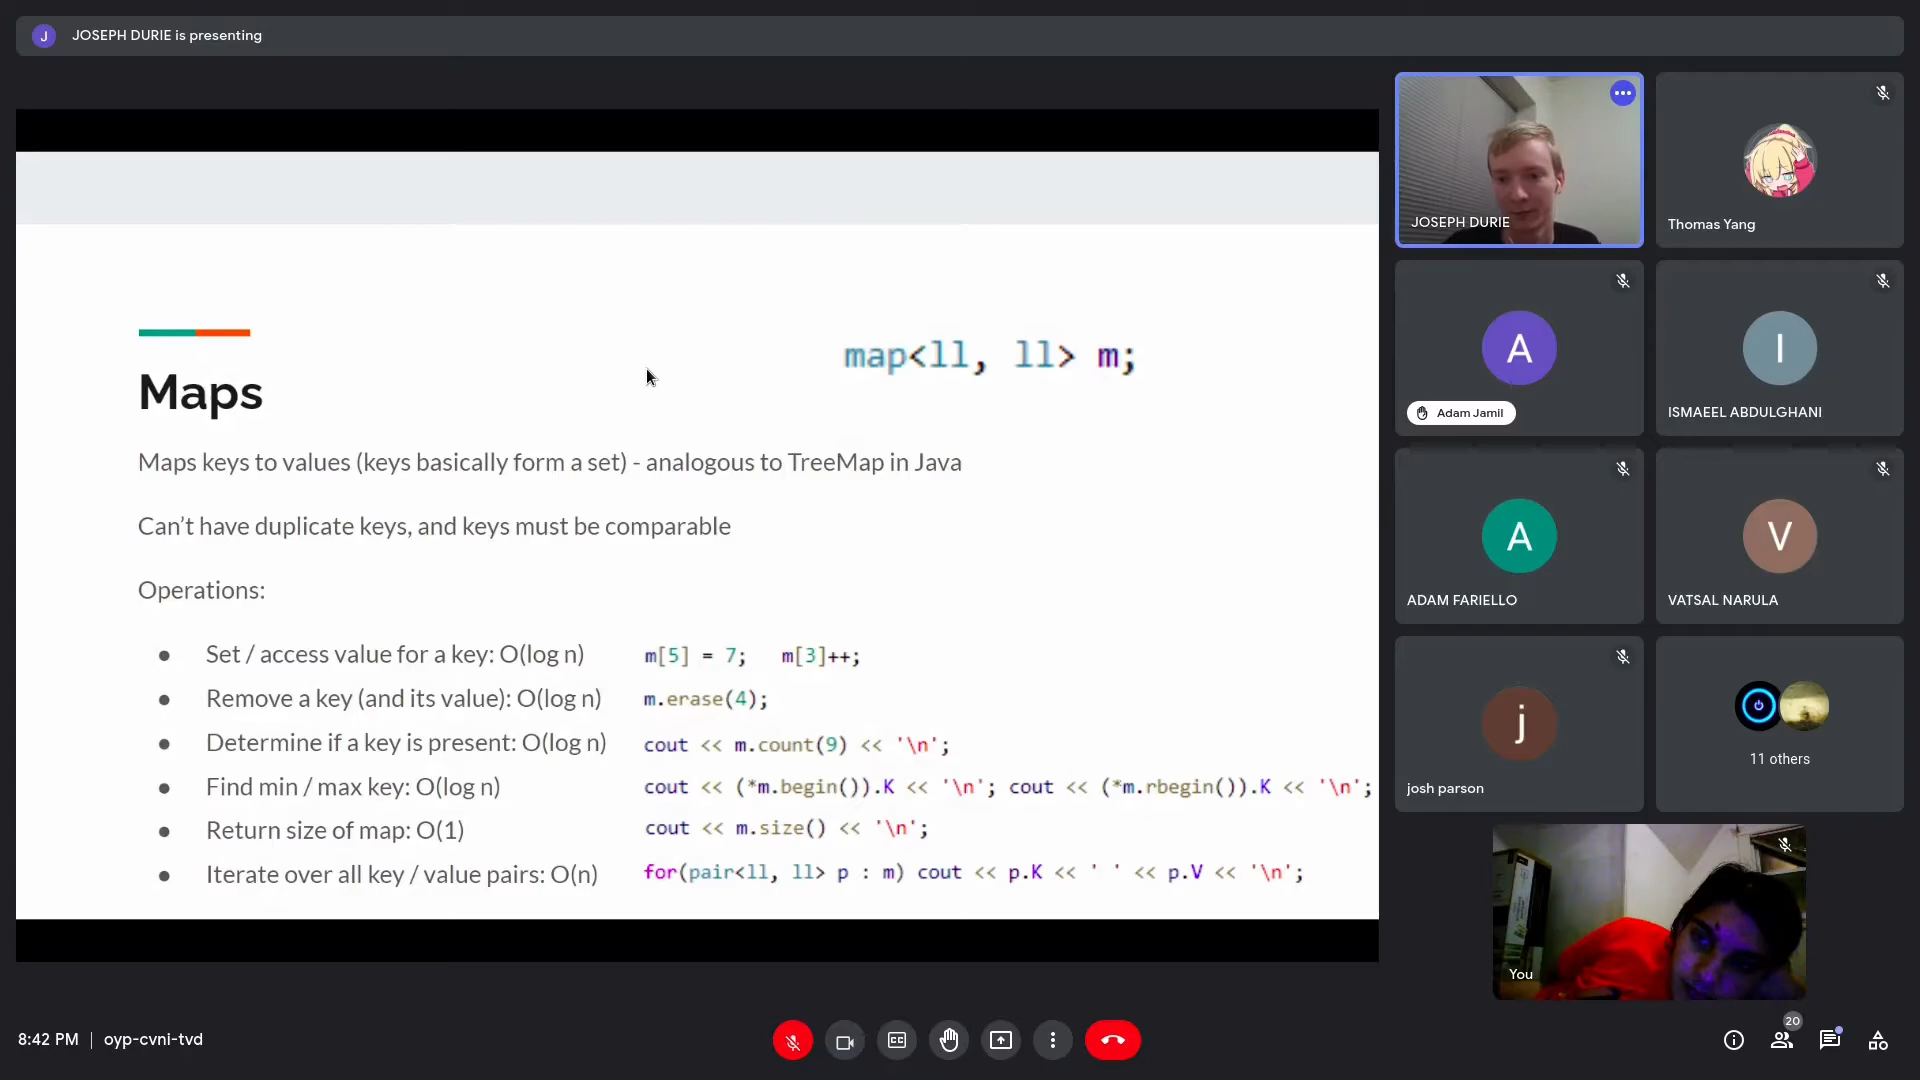 J
JOSEPH DURIE is presenting
map<ll, ll> m;
Maps
Maps keys to values (keys basically form a set) - analogous to TreeMap in Java
Can’t have duplicate keys, and keys must be comparable
Operations:
● Set / access value for a key: O(log n) m[5] = 7; m[3]++;
● Remove a key (and its value): O(log n) m.erase(4);
● Determine if a key is present: O(log n) cout << m.count(9) << '\n';
● Find min / max key: O(log n) cout << (*m.begin()).K << '\n'; cout << (*m.rbegin()).K << '\n';
● Return size of map: O(1) cout << m.size() << '\n';
● Iterate over all key / value pairs: O(n) for(pair<ll, ll> p : m) cout << p.K << ' ' << p.V << '\n';
JOSEPH DURIE
Thomas Yang
A
Adam Jamil
I
ISMAEEL ABDULGHANI
A
ADAM FARIELLO
V
VATSAL NARULA
j
josh parson
11 others
You
8:42 PM | oyp-cvni-tvd
20